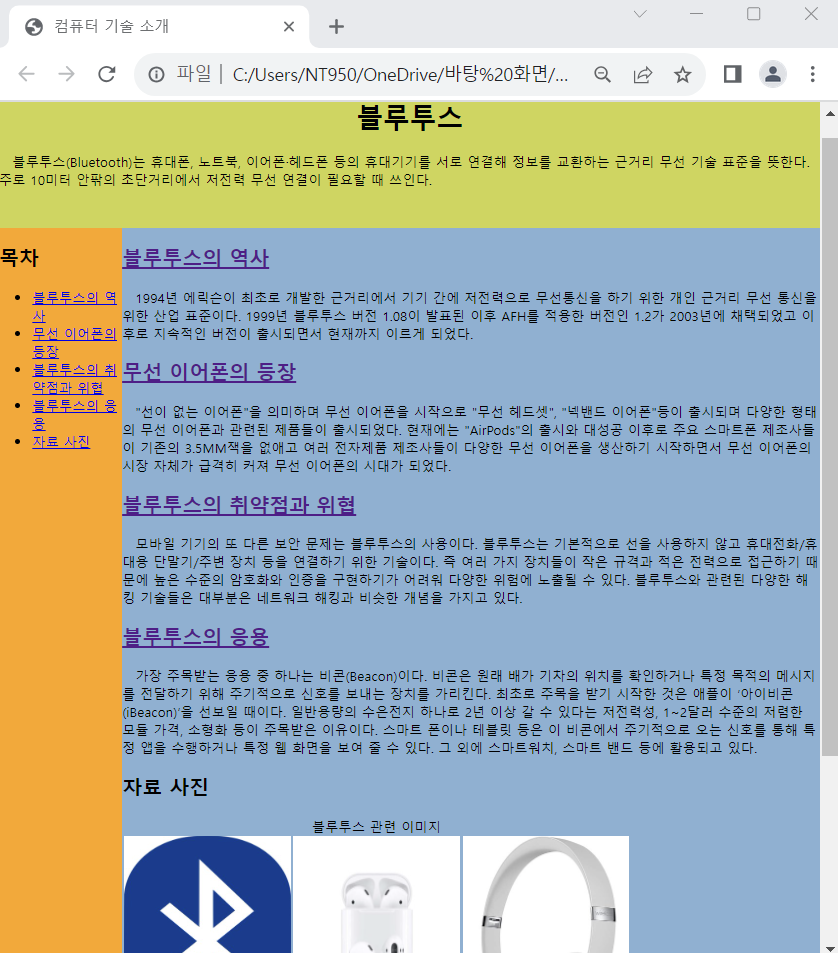 컴퓨터 기술 소개
파일 | C:/Users/NT950/OneDrive/바탕%20화면/...
블루투스
블루투스(Bluetooth)는 휴대폰, 노트북, 이어폰·헤드폰 등의 휴대기기를 서로 연결해 정보를 교환하는 근거리 무선 기술 표준을 뜻한다.
주로 10미터 안팎의 초단거리에서 저전력 무선 연결이 필요할 때 쓰인다.
목차
블루투스의 역
사
무선 이어폰의
등장
블루투스의 취
약점과 위협
블루투스의 응
용
자료 사진
블루투스의 역사
1994년 에릭슨이 최초로 개발한 근거리에서 기기 간에 저전력으로 무선통신을 하기 위한 개인 근거리 무선 통신을
위한 산업 표준이다. 1999년 블루투스 버전 1.08이 발표된 이후 AFH를 적용한 버전인 1.2가 2003년에 채택되었고 이
후로 지속적인 버전이 출시되면서 현재까지 이르게 되었다.
무선 이어폰의 등장
"선이 없는 이어폰"을 의미하며 무선 이어폰을 시작으로 "무선 헤드셋", "넥밴드 이어폰"등이 출시되며 다양한 형태
의 무선 이어폰과 관련된 제품들이 출시되었다. 현재에는 "AirPods"의 출시와 대성공 이후로 주요 스마트폰 제조사들
이 기존의 3.5MM잭을 없애고 여러 전자제품 제조사들이 다양한 무선 이어폰을 생산하기 시작하면서 무선 이어폰의
시장 자체가 급격히 커져 무선 이어폰의 시대가 되었다.
블루투스의 취약점과 위협
모바일 기기의 또 다른 보안 문제는 블루투스의 사용이다. 블루투스는 기본적으로 선을 사용하지 않고 휴대전화/휴
대용 단말기/주변 장치 등을 연결하기 위한 기술이다. 즉 여러 가지 장치들이 작은 규격과 적은 전력으로 접근하기 때
문에 높은 수준의 암호화와 인증을 구현하기가 어려워 다양한 위험에 노출될 수 있다. 블루투스와 관련된 다양한 해
킹 기술들은 대부분은 네트워크 해킹과 비슷한 개념을 가지고 있다.
블루투스의 응용
가장 주목받는 응용 중 하나는 비콘(Beacon)이다. 비콘은 원래 배가 기차의 위치를 확인하거나 특정 목적의 메시지
를 전달하기 위해 주기적으로 신호를 보내는 장치를 가리킨다. 최초로 주목을 받기 시작한 것은 애플이 '아이비콘
(iBeacon)'을 선보일 때이다. 일반용량의 수은전지 하나로 2년 이상 갈 수 있다는 저전력성, 1~2달러 수준의 저렴한
모듈 가격, 소형화 등이 주목받은 이유이다. 스마트 폰이나 테블릿 등은 이 비콘에서 주기적으로 오는 신호를 통해 특
정 앱을 수행하거나 특정 웹 화면을 보여 줄 수 있다. 그 외에 스마트워치, 스마트 밴드 등에 활용되고 있다.
자료 사진
블루투스 관련 이미지